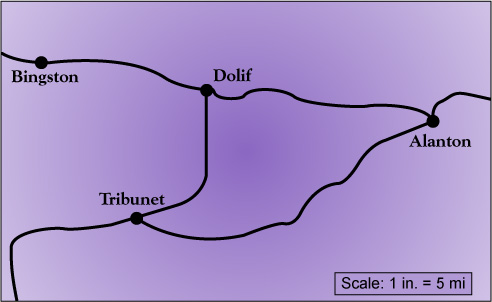 Dolif
Bingston
Alanton
Tribunet
Scale: 1 in. = 5 mi